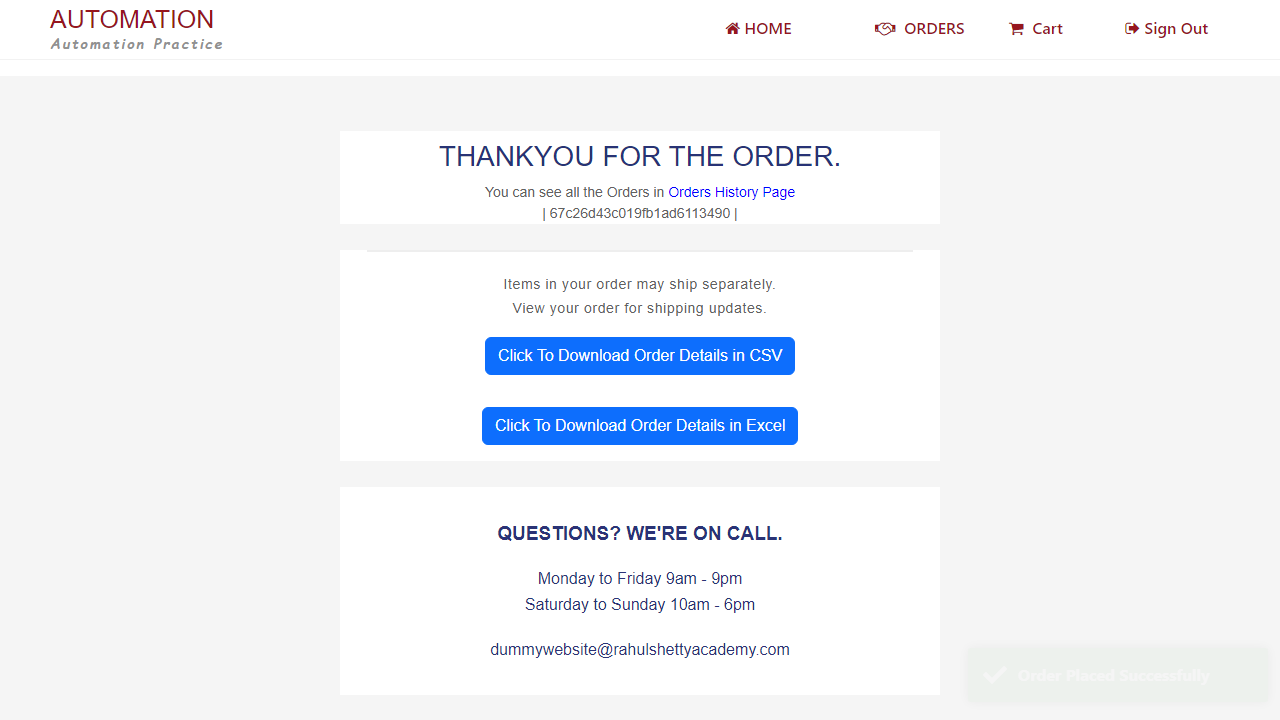 AUTOMATION
Automation Practice
HOME
ORDERS
Cart
Sign Out
THANKYOU FOR THE ORDER.
You can see all the Orders in Orders History Page
| 67c26d43c019fb1ad6113490 |
Items in your order may ship separately.
View your order for shipping updates.
Click To Download Order Details in CSV
Click To Download Order Details in Excel
QUESTIONS? WE'RE ON CALL.
Monday to Friday 9am - 9pm
Saturday to Sunday 10am - 6pm
dummywebsite@rahulshettyacademy.com
Order Placed Successfully